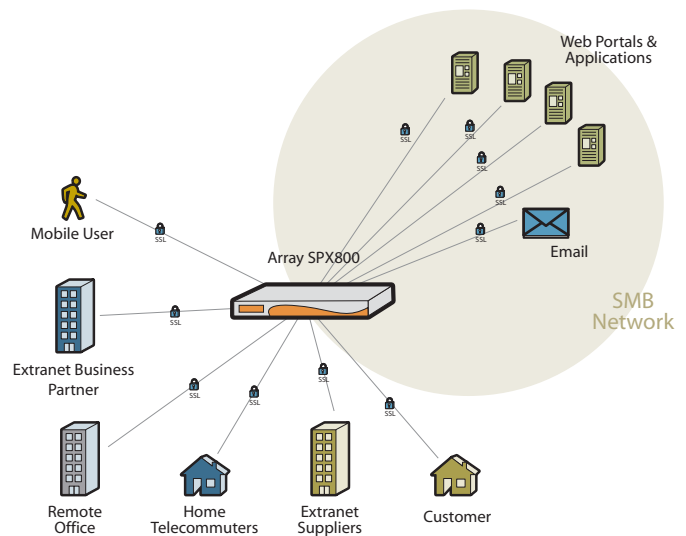 Web Portals &
Applications
SSL
SSL
SSL
SSL
SSL
Email
SMB
Network
Array SPX800
Mobile User
SSL
SSL
Extranet Business
Partner
SSL
SSL
SSL
SSL
Remote
Office
Home
Telecommuters
Extranet
Suppliers
Customer